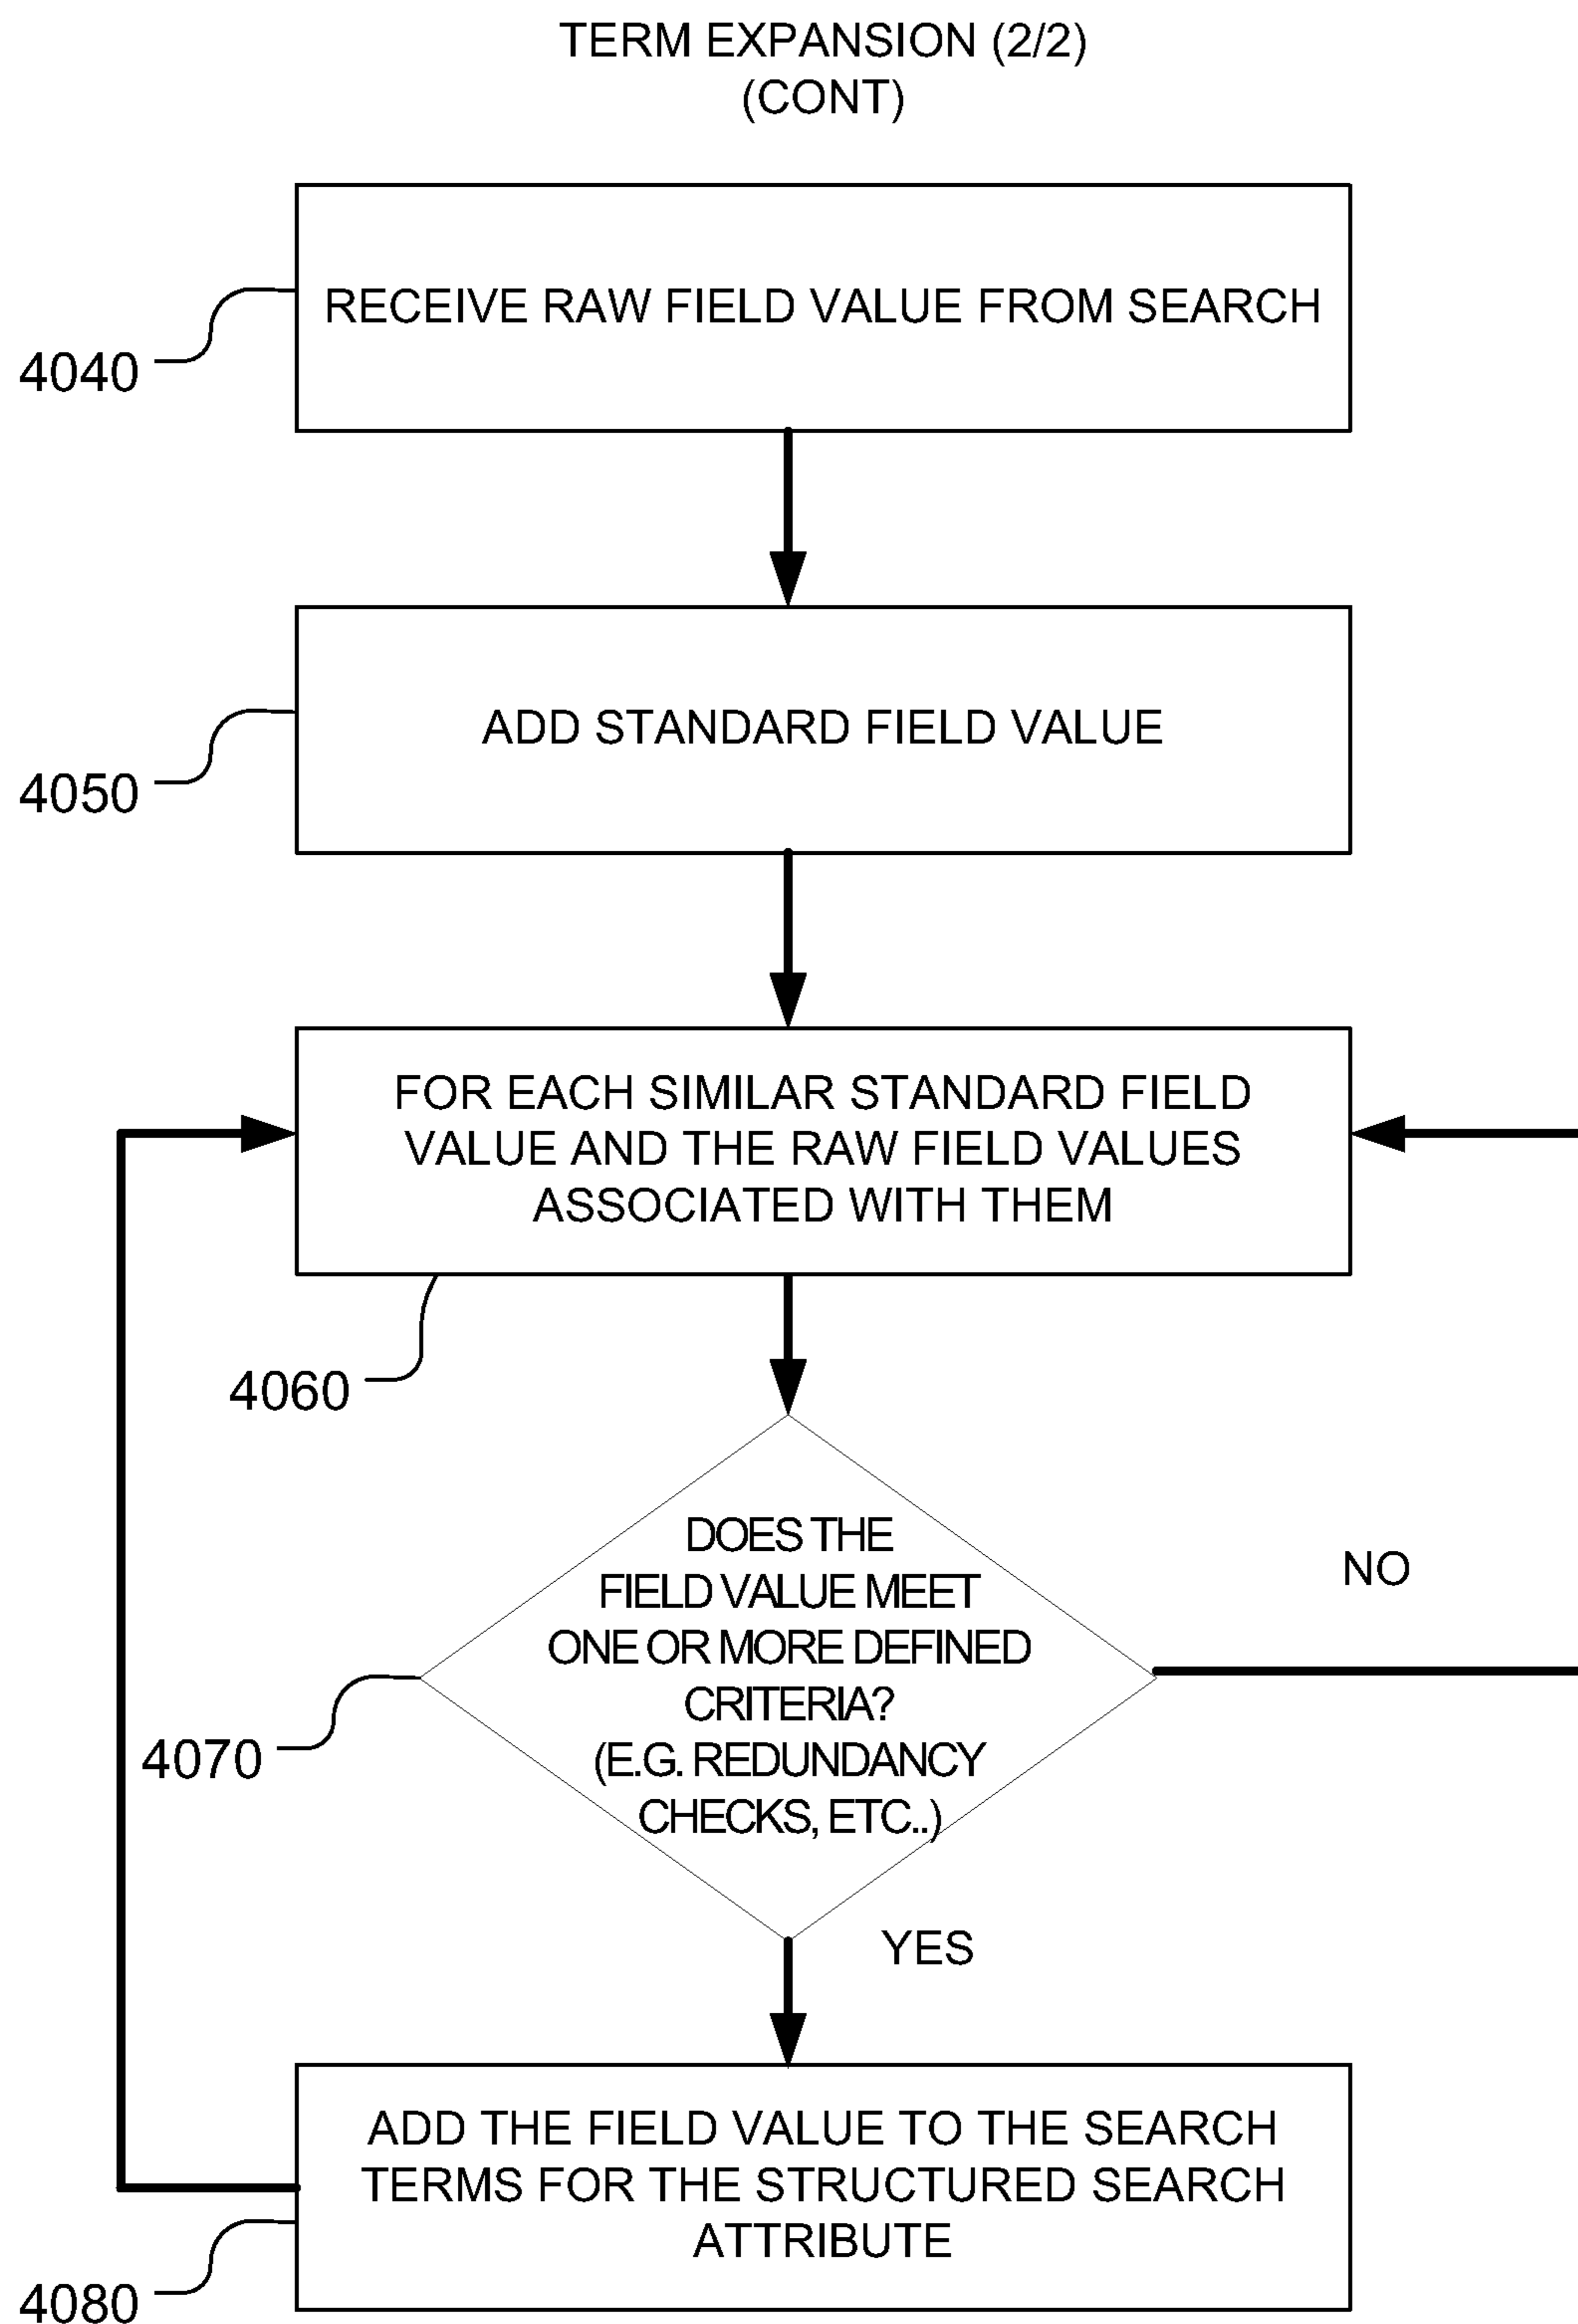 TERM EXPANSION (2/2)
(CONT)
RECEIVE RAW FIELD VALUE FROM SEARCH
4040
ADD STANDARD FIELD VALUE
4050
FOR EACH SIMILAR STANDARD FIELD
VALUE AND THE RAW FIELD VALUES
ASSOCIATED WITH THEM
4060
DOES THE
FIELD VALUE MEET
ONE OR MORE DEFINED
CRITERIA?
(E.G. REDUNDANCY
CHECKS, ETC..)
NO
4070
YES
ADD THE FIELD VALUE TO THE SEARCH
TERMS FOR THE STRUCTURED SEARCH
ATTRIBUTE
4080